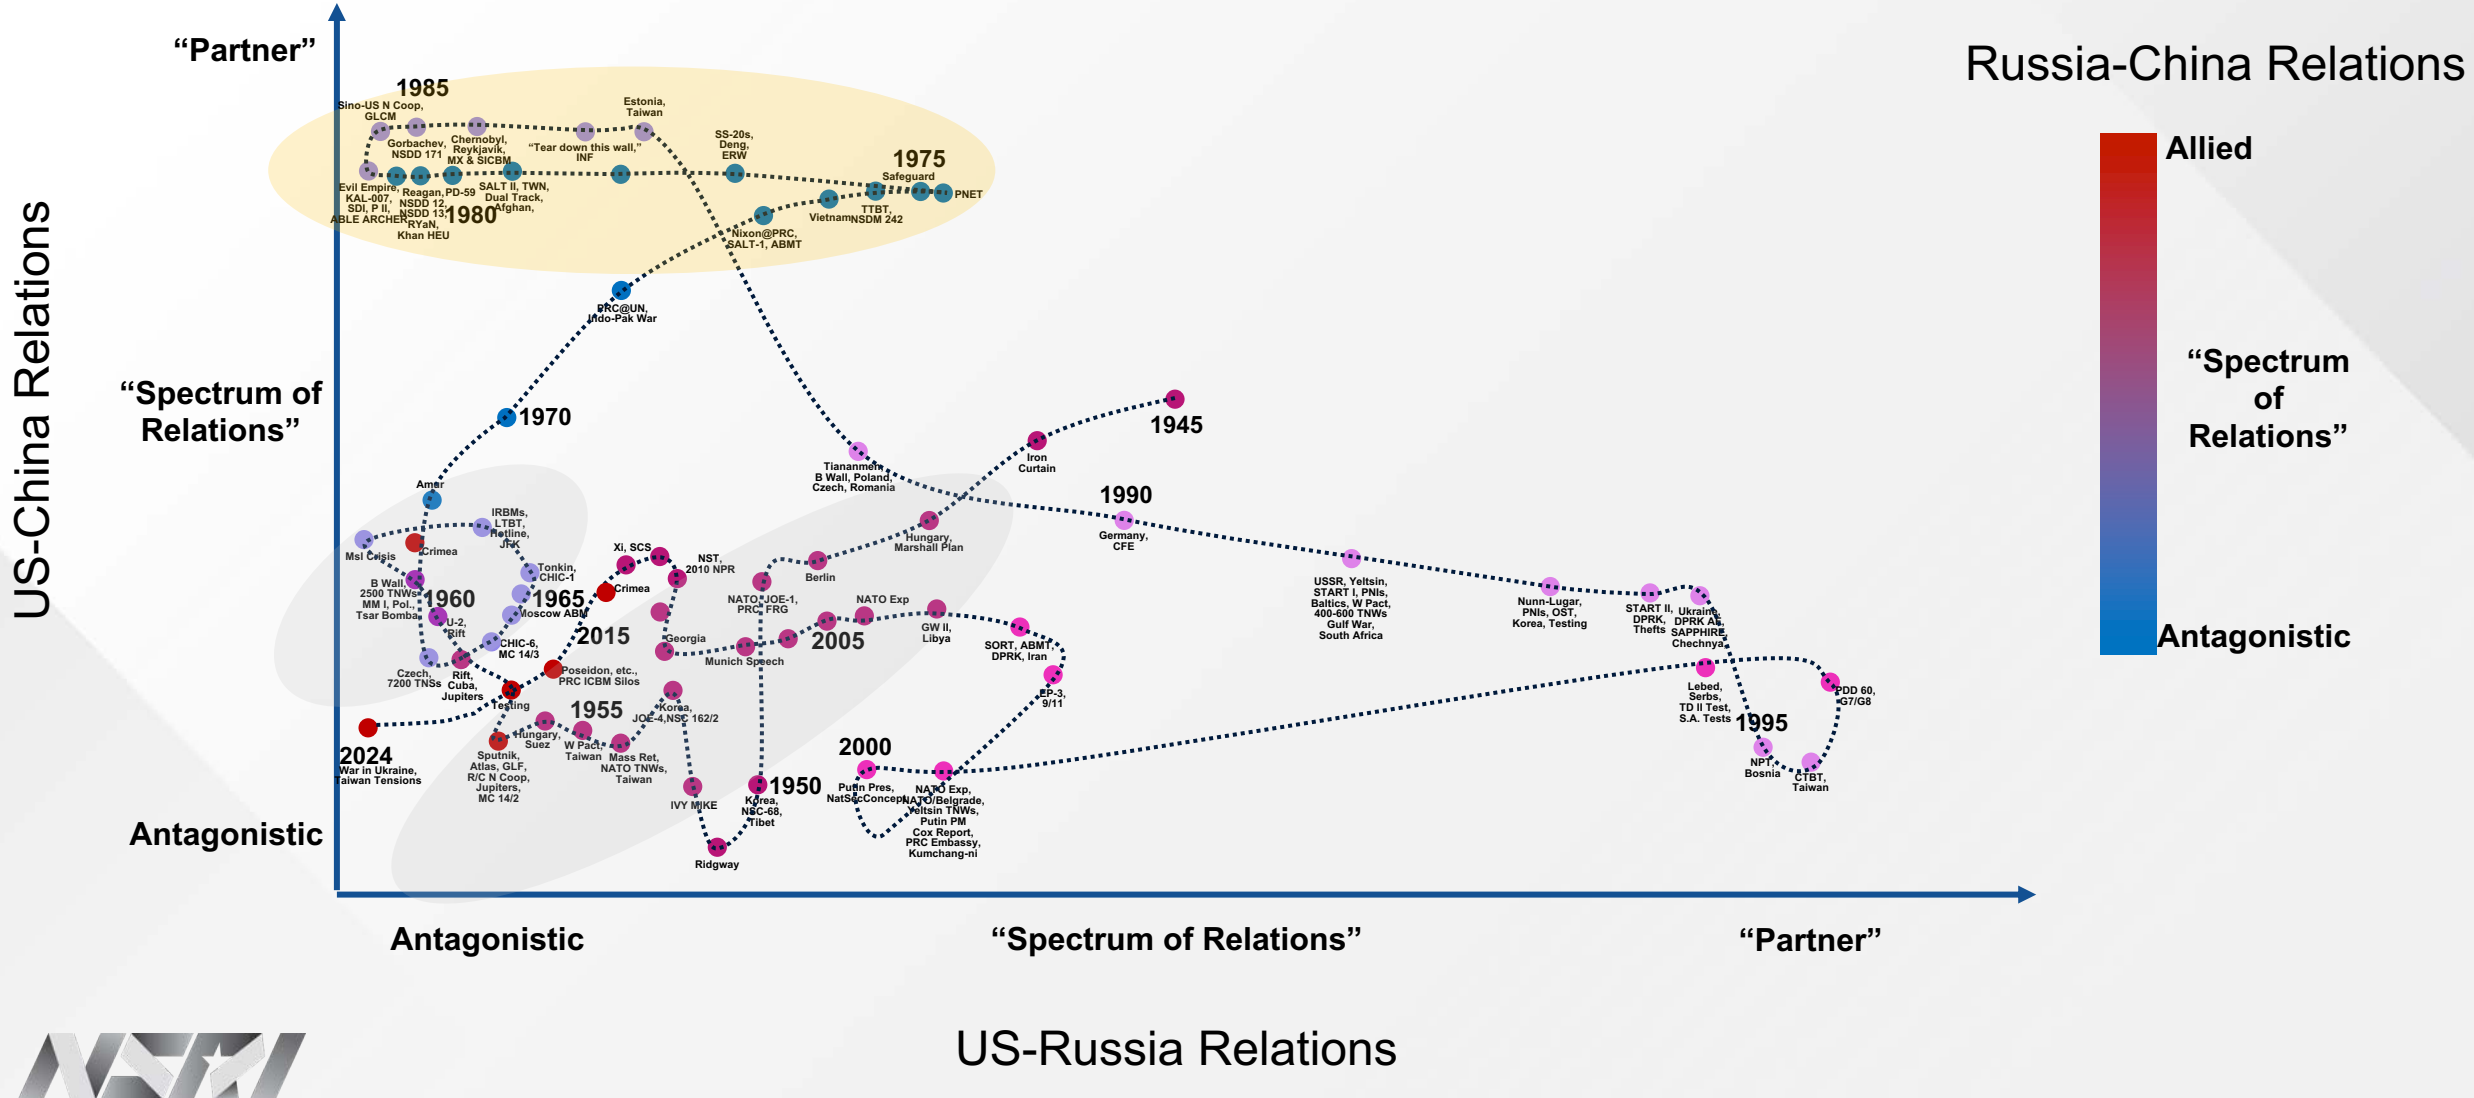 “Partner”
Russia-China Relations
1985
Sino-US N Coop,
GLCM
Estonia,
Taiwan
Gorbachev,
NSDD 171
Chernobyl,
Reykjavik,
MX & SICBM
“Tear down this wall,”
INF
SS-20s,
Deng,
ERW
1975
Safeguard
Allied
Evil Empire,
KAL-007,
SDI, P II,
ABLE ARCHER
Reagan,
NSDD 12,
NSDD 13,
RYaN,
Khan HEU
PD-59
1980
SALT II, TWN,
Dual Track,
Afghan,
Nixon@PRC,
SALT-1, ABMT
Vietnam
TTBT,
NSDM 242
PNET
PRC@UN,
Indo-Pak War
US-China Relations
“Spectrum of
Relations”
1970
1945
“Spectrum
of
Relations”
Iron
Curtain
Tiananmen,
B Wall, Poland,
Czech, Romania
Amur
1990
Germany,
CFE
IRBMs,
LTBT,
Hotline,
JFK
Msl Crisis
Crimea
Xi, SCS
NST,
2010 NPR
Hungary,
Marshall Plan
Tonkin,
CHIC-1
Berlin
B Wall,
2500 TNWs
MM I, Pol.,
Tsar Bomba
1960
U-2,
Rift
1965
Moscow ABM
Crimea
NATO, JOE-1,
PRC, FRG
NATO Exp
USSR, Yeltsin,
START I, PNIs,
Baltics, W Pact,
400-600 TNWs
Gulf War,
South Africa
Nunn-Lugar,
PNIs, OST,
Korea, Testing
START II,
DPRK,
Thefts
Ukraine,
DPRK AF,
SAPPHIRE,
Chechnya
Antagonistic
2015
Georgia
2005
GW II,
Libya
CHIC-6,
MC 14/3
Munich Speech
SORT, ABMT,
DPRK, Iran
Czech,
7200 TNSs
Rift,
Cuba,
Jupiters
Poseidon, etc.,
PRC ICBM Silos
EP-3,
9/11
Lebed,
Serbs,
TD II Test,
S.A. Tests
PDD 60,
G7/G8
Testing
1955
Korea,
JOE-4,NSC 162/2
1995
2024
War in Ukraine,
Taiwan Tensions
Hungary,
Suez
W Pact,
Taiwan
Mass Ret,
NATO TNWs,
Taiwan
2000
NPT,
Bosnia
CTBT,
Taiwan
Sputnik,
Atlas, GLF,
R/C N Coop,
Jupiters,
MC 14/2
IVY MIKE
1950
Korea,
NSC-68,
Tibet
Putin Pres,
NatSecConcept
NATO Exp,
NATO/Belgrade,
Yeltsin TNWs,
Putin PM
Cox Report,
PRC Embassy,
Kumchang-ni
Antagonistic
Ridgway
Antagonistic
“Spectrum of Relations”
“Partner”
US-Russia Relations
NSRI